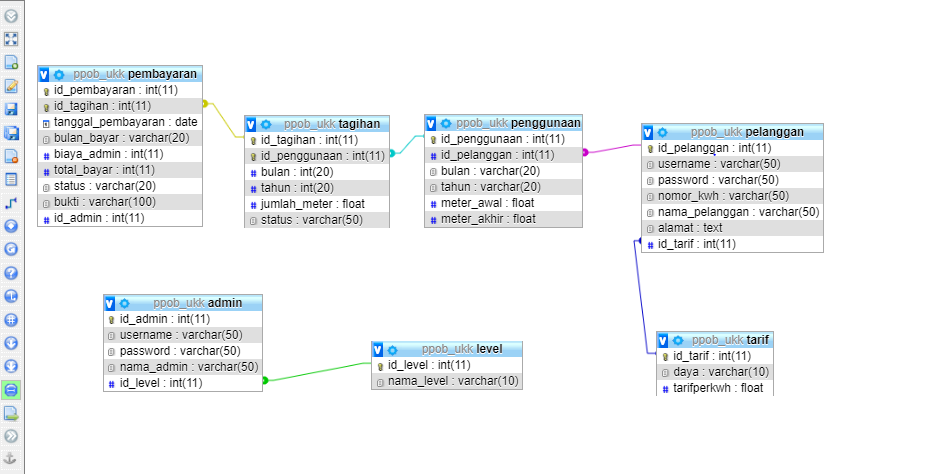 ppob_ukk pembayaran
id_pembayaran : int(11)
id_tagihan : int(11)
tanggal_pembayaran : date
bulan_bayar : varchar(20)
biaya_admin : int(11)
total_bayar : int(11)
status : varchar(20)
bukti : varchar(100)
id_admin : int(11)
ppob_ukk tagihan
id_tagihan : int(11)
id_penggunaan : int(11)
bulan : int(20)
tahun : int(20)
jumlah_meter : float
status : varchar(50)
ppob_ukk penggunaan
id_penggunaan : int(11)
id_pelanggan : int(11)
bulan : varchar(20)
tahun : varchar(20)
meter_awal : float
meter_akhir : float
ppob_ukk pelanggan
id_pelanggan : int(11)
username : varchar(50)
password : varchar(50)
nomor_kwh : varchar(50)
nama_pelanggan : varchar(50)
alamat : text
id_tarif : int(11)
ppob_ukk admin
id_admin : int(11)
username : varchar(50)
password : varchar(50)
nama_admin : varchar(50)
id_level : int(11)
ppob_ukk level
id_level : int(11)
nama_level : varchar(10)
ppob_ukk tarif
id_tarif : int(11)
daya : varchar(10)
tarifperkwh : float